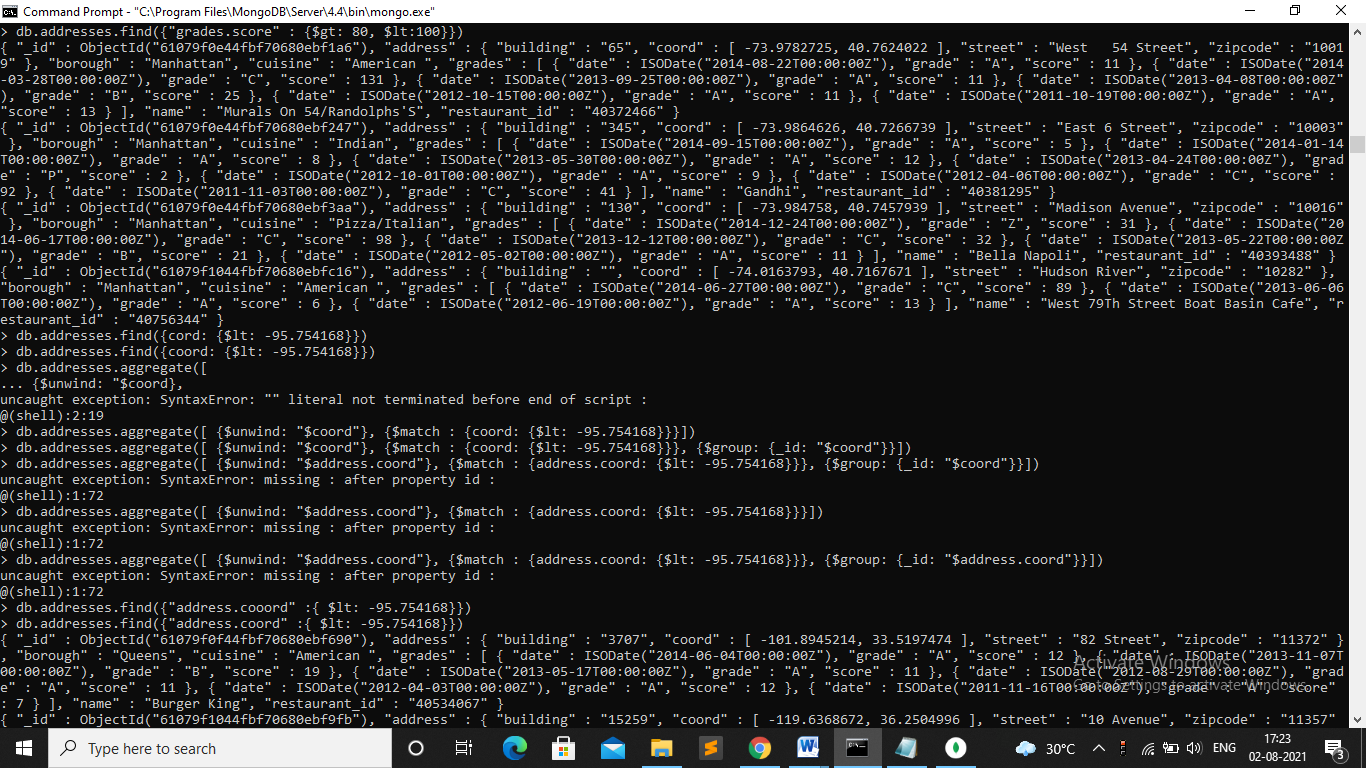 Command Prompt - "C:\Program Files\MongoDB\Server\4.4\bin\mongo.exe"
> db.addresses.find({"grades.score" : {$gt: 80, $lt:100}})
{ "_id" : ObjectId("61079f0e44fbf70680ebf1a6"), "address" : { "building" : "65", "coord" : [ -73.9782725, 40.7624022 ], "street" : "West   54 Street", "zipcode" : "1001
9" }, "borough" : "Manhattan", "cuisine" : "American ", "grades" : [ { "date" : ISODate("2014-08-22T00:00:00Z"), "grade" : "A", "score" : 11 }, { "date" : ISODate("2014
-03-28T00:00:00Z"), "grade" : "C", "score" : 131 }, { "date" : ISODate("2013-09-25T00:00:00Z"), "grade" : "A", "score" : 11 }, { "date" : ISODate("2013-04-08T00:00:00Z"
), "grade" : "B", "score" : 25 }, { "date" : ISODate("2012-10-15T00:00:00Z"), "grade" : "A", "score" : 11 }, { "date" : ISODate("2011-10-19T00:00:00Z"), "grade" : "A",
"score" : 13 } ], "name" : "Murals On 54/Randolphs'S", "restaurant_id" : "40372466" }
{ "_id" : ObjectId("61079f0e44fbf70680ebf247"), "address" : { "building" : "345", "coord" : [ -73.9864626, 40.7266739 ], "street" : "East 6 Street", "zipcode" : "10003"
 }, "borough" : "Manhattan", "cuisine" : "Indian", "grades" : [ { "date" : ISODate("2014-09-15T00:00:00Z"), "grade" : "A", "score" : 5 }, { "date" : ISODate("2014-01-14
T00:00:00Z"), "grade" : "A", "score" : 8 }, { "date" : ISODate("2013-05-30T00:00:00Z"), "grade" : "A", "score" : 12 }, { "date" : ISODate("2013-04-24T00:00:00Z"), "grad
e" : "P", "score" : 2 }, { "date" : ISODate("2012-10-01T00:00:00Z"), "grade" : "A", "score" : 9 }, { "date" : ISODate("2012-04-06T00:00:00Z"), "grade" : "C", "score" :
92 }, { "date" : ISODate("2011-11-03T00:00:00Z"), "grade" : "C", "score" : 41 } ], "name" : "Gandhi", "restaurant_id" : "40381295" }
{ "_id" : ObjectId("61079f0e44fbf70680ebf3aa"), "address" : { "building" : "130", "coord" : [ -73.984758, 40.7457939 ], "street" : "Madison Avenue", "zipcode" : "10016"
 }, "borough" : "Manhattan", "cuisine" : "Pizza/Italian", "grades" : [ { "date" : ISODate("2014-12-24T00:00:00Z"), "grade" : "Z", "score" : 31 }, { "date" : ISODate("20
14-06-17T00:00:00Z"), "grade" : "C", "score" : 98 }, { "date" : ISODate("2013-12-12T00:00:00Z"), "grade" : "C", "score" : 32 }, { "date" : ISODate("2013-05-22T00:00:00Z
"), "grade" : "B", "score" : 21 }, { "date" : ISODate("2012-05-02T00:00:00Z"), "grade" : "A", "score" : 11 } ], "name" : "Bella Napoli", "restaurant_id" : "40393488" }
{ "_id" : ObjectId("61079f1044fbf70680ebfc16"), "address" : { "building" : "", "coord" : [ -74.0163793, 40.7167671 ], "street" : "Hudson River", "zipcode" : "10282" },
"borough" : "Manhattan", "cuisine" : "American ", "grades" : [ { "date" : ISODate("2014-06-27T00:00:00Z"), "grade" : "C", "score" : 89 }, { "date" : ISODate("2013-06-06
T00:00:00Z"), "grade" : "A", "score" : 6 }, { "date" : ISODate("2012-06-19T00:00:00Z"), "grade" : "A", "score" : 13 } ], "name" : "West 79Th Street Boat Basin Cafe", "r
estaurant_id" : "40756344" }
> db.addresses.find({cord: {$lt: -95.754168}})
> db.addresses.find({coord: {$lt: -95.754168}})
> db.addresses.aggregate([
... {$unwind: "$coord},
uncaught exception: SyntaxError: "" literal not terminated before end of script :
@(shell):2:19
> db.addresses.aggregate([ {$unwind: "$coord"}, {$match : {coord: {$lt: -95.754168}}}])
> db.addresses.aggregate([ {$unwind: "$coord"}, {$match : {coord: {$lt: -95.754168}}}, {$group: {_id: "$coord"}}])
> db.addresses.aggregate([ {$unwind: "$address.coord"}, {$match : {address.coord: {$lt: -95.754168}}}, {$group: {_id: "$coord"}}])
uncaught exception: SyntaxError: missing : after property id :
@(shell):1:72
> db.addresses.aggregate([ {$unwind: "$address.coord"}, {$match : {address.coord: {$lt: -95.754168}}}])
uncaught exception: SyntaxError: missing : after property id :
@(shell):1:72
> db.addresses.aggregate([ {$unwind: "$address.coord"}, {$match : {address.coord: {$lt: -95.754168}}}, {$group: {_id: "$address.coord"}}])
uncaught exception: SyntaxError: missing : after property id :
@(shell):1:72
> db.addresses.find({"address.cooord" :{ $lt: -95.754168}})
> db.addresses.find({"address.coord" :{ $lt: -95.754168}})
{ "_id" : ObjectId("61079f0f44fbf70680ebf690"), "address" : { "building" : "3707", "coord" : [ -101.8945214, 33.5197474 ], "street" : "82 Street", "zipcode" : "11372" }
, "borough" : "Queens", "cuisine" : "American ", "grades" : [ { "date" : ISODate("2014-06-04T00:00:00Z"), "grade" : "A", "score" : 12 }, { "date" : ISODate("2013-11-07T
00:00:00Z"), "grade" : "B", "score" : 19 }, { "date" : ISODate("2013-05-17T00:00:00Z"), "grade" : "A", "score" : 11 }, { "date" : ISODate("2012-08-29T00:00:00Z"), "grad
e" : "A", "score" : 11 }, { "date" : ISODate("2012-04-03T00:00:00Z"), "grade" : "A", "score" : 12 }, { "date" : ISODate("2011-11-16T00:00:00Z"), "grade" : "A", "score"
: 7 } ], "name" : "Burger King", "restaurant_id" : "40534067" }
{ "_id" : ObjectId("61079f1044fbf70680ebf9fb"), "address" : { "building" : "15259", "coord" : [ -119.6368672, 36.2504996 ], "street" : "10 Avenue", "zipcode" : "11357"
Activate Windows
Go to Settings to activate Windows.
Type here to search
30°C
ENG
17:23
02-08-2021
3